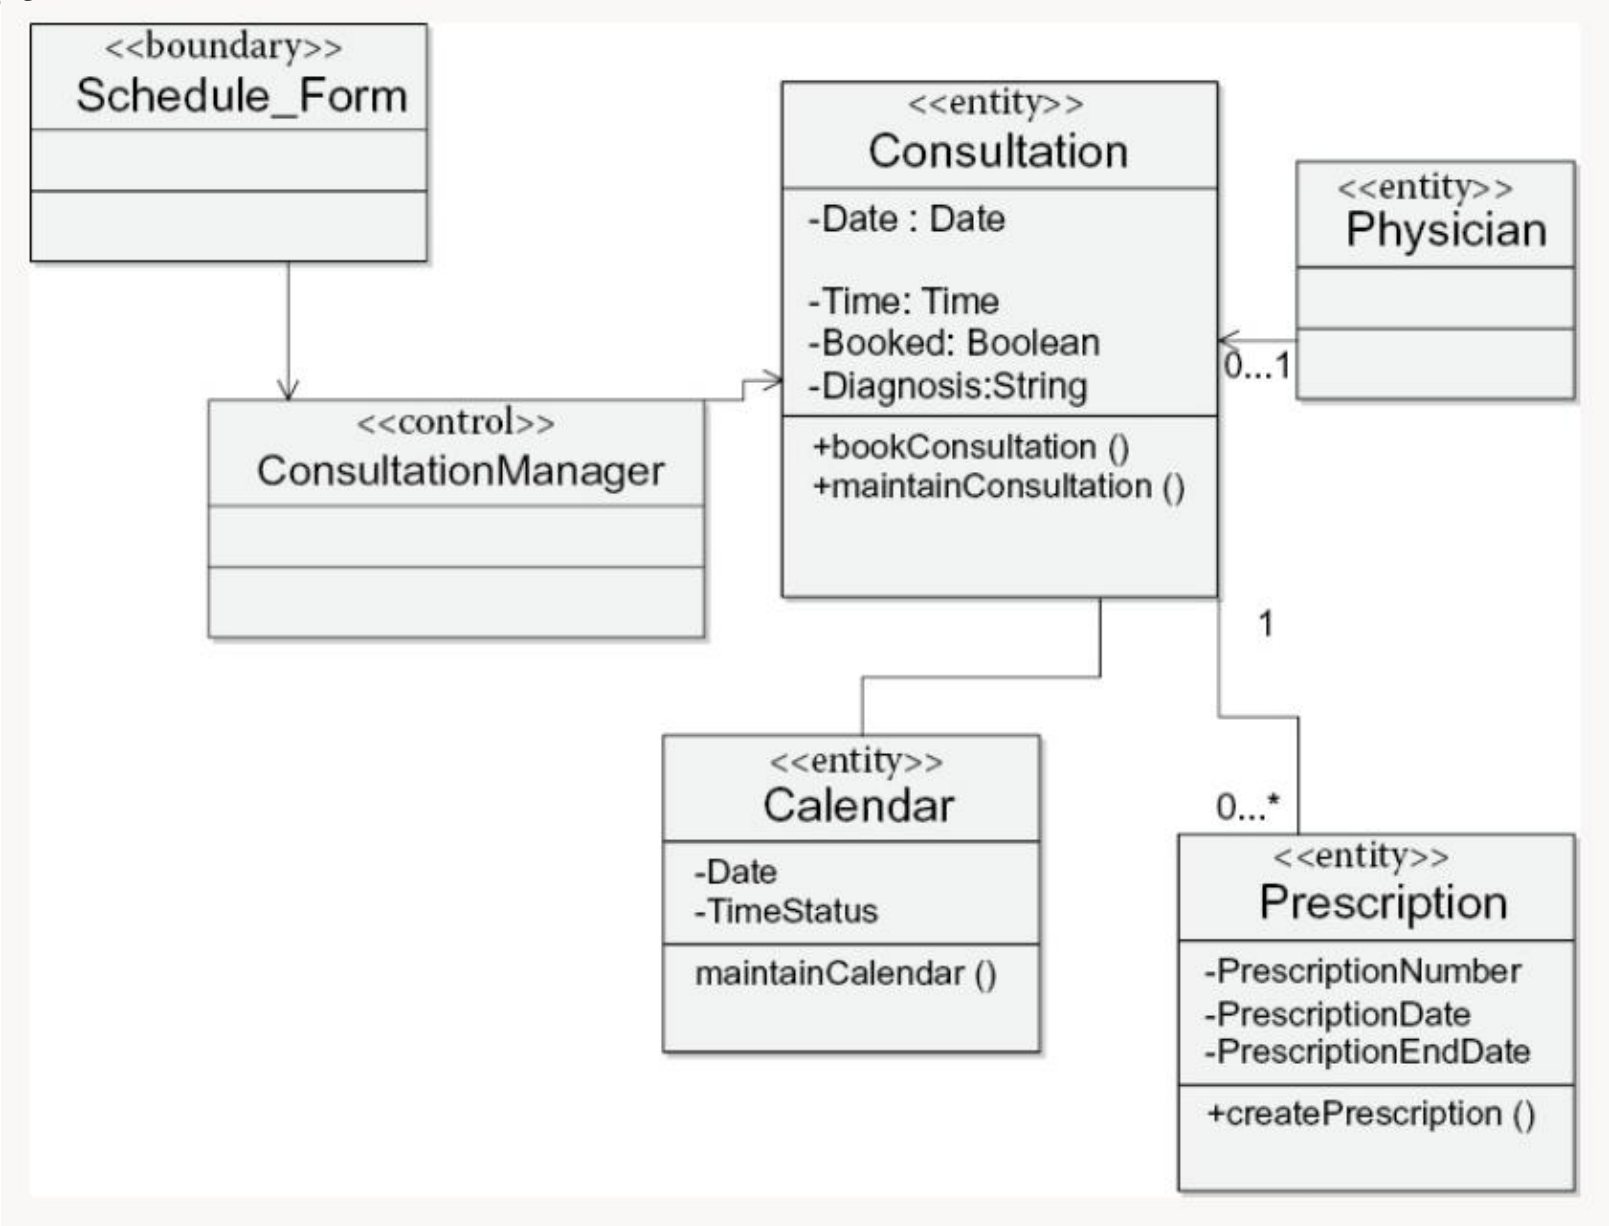 <<boundary>>
Schedule_Form
<<control>>
ConsultationManager
<<entity>>
Consultation
-Date : Date
-Time: Time
-Booked: Boolean
-Diagnosis:String
+bookConsultation ()
+maintainConsultation ()
<<entity>>
Physician
0...1
1
0...*
<<entity>>
Calendar
-Date
-TimeStatus
maintainCalendar ()
<<entity>>
Prescription
-PrescriptionNumber
-PrescriptionDate
-PrescriptionEndDate
+createPrescription ()